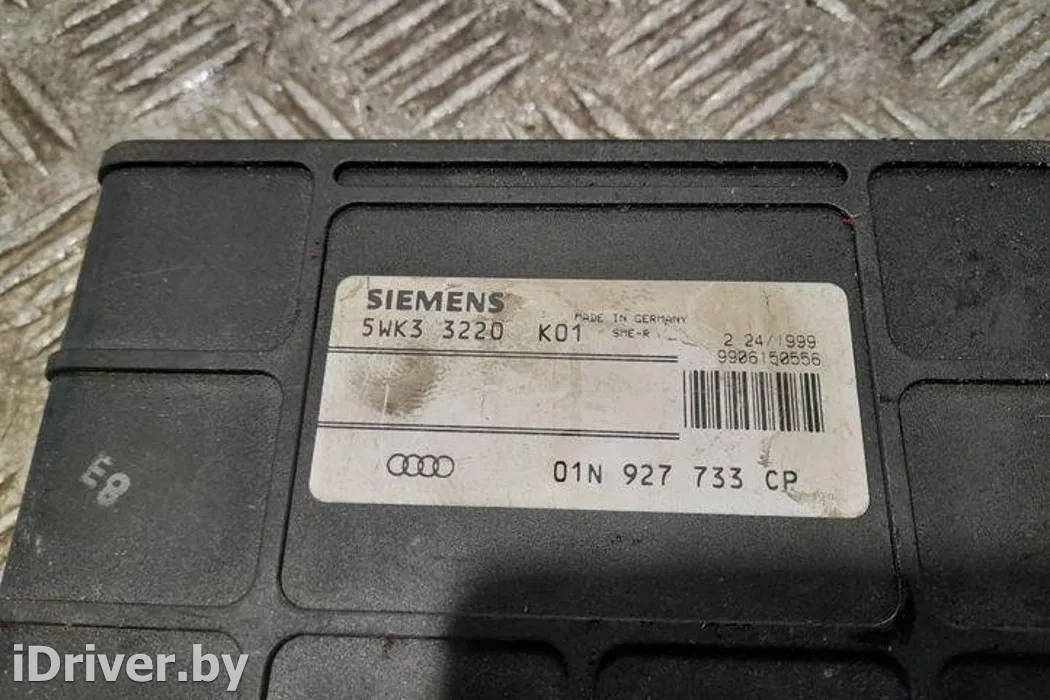 SIEMENS
5WK3 3220 K01
MADE IN GERMANY
SME-R
2 24/1999
9906150556
01N 927 733 CP
E8
iDriver.by